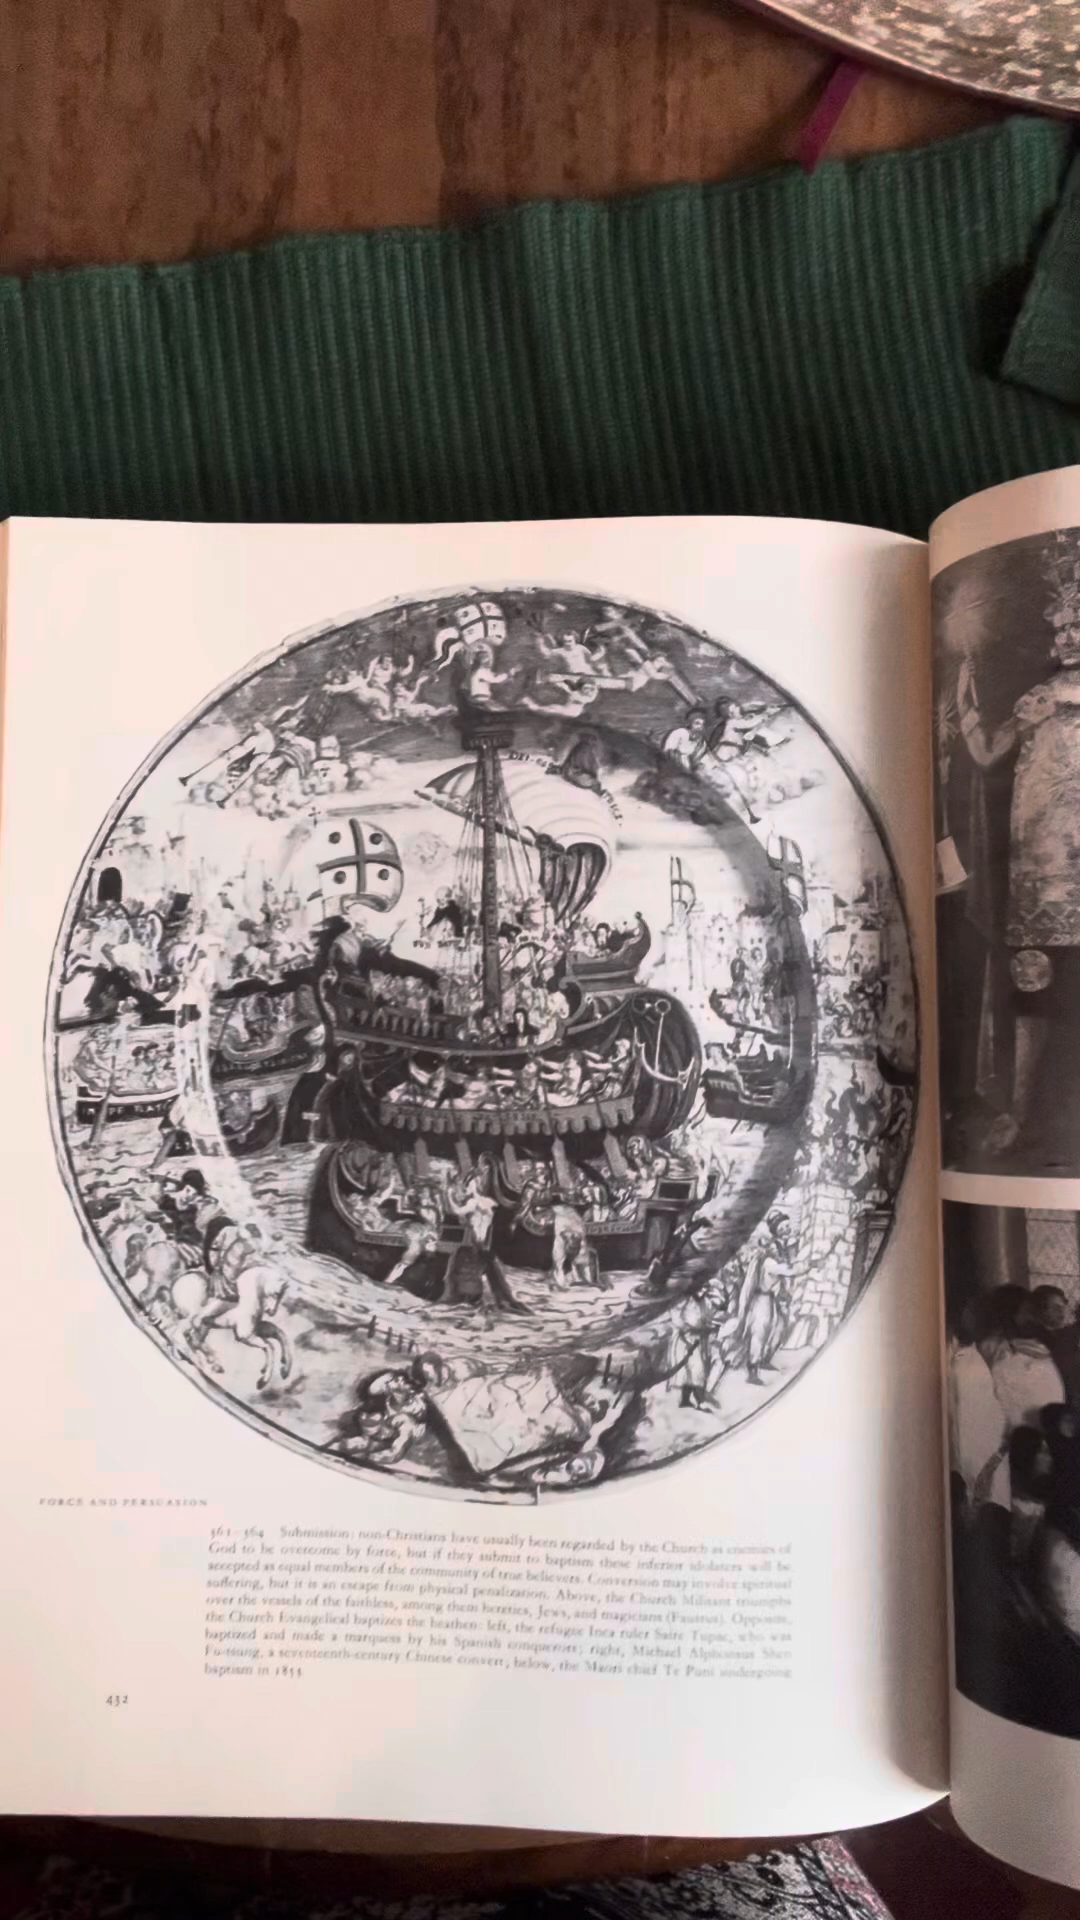 FORCE AND PERSUASION
561–564 Submission: non-Christians have usually been regarded by the Church as enemies of
God to be overcome by force, but if they submit to baptism these inferior idolaters will be
accepted as equal members of the community of true believers. Conversion may involve spiritual
suffering, but it is an escape from physical penalization. Above, the Church Militant triumphs
over the vessels of the faithless, among them heretics, Jews, and magicians (Faustus). Opposite,
the Church Evangelical baptizes the heathen: left, the refugee Inca ruler Saire Tupac, who was
baptized and made a marquess by his Spanish conquerors; right, Michael Alphonsus Shen
Fu-tsung, a seventeenth-century Chinese convert; below, the Maori chief Te Puni undergoing
baptism in 1853
432